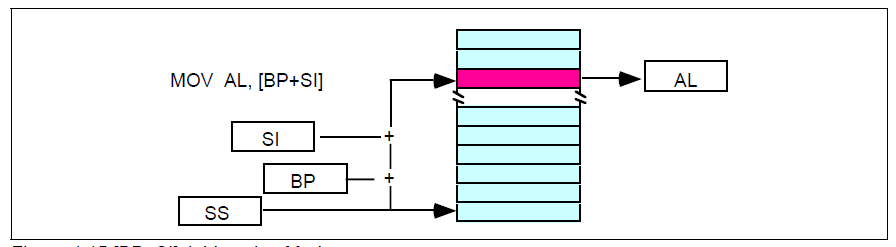 MOV AL, [BP+SI]
AL
SI
+
BP
+
SS